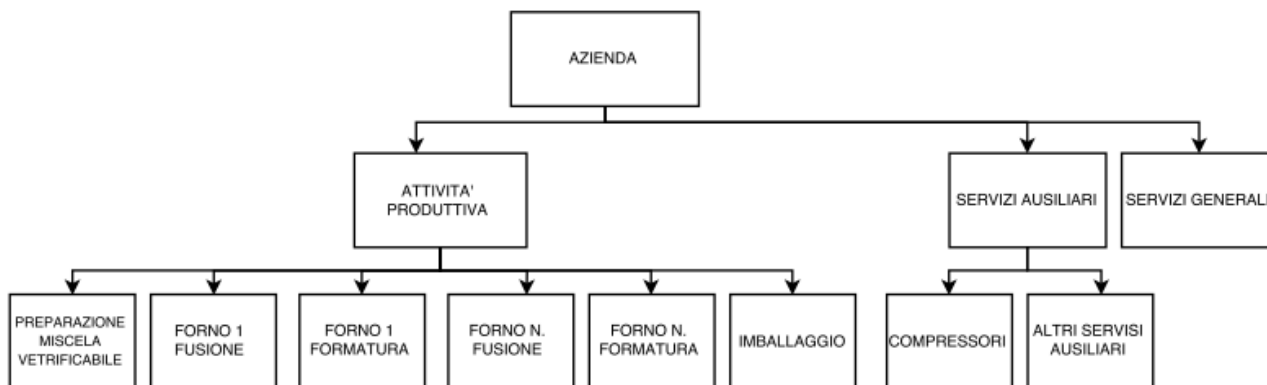 AZIENDA
ATTIVITA'
PRODUTTIVA
SERVIZI AUSILIARI
SERVIZI GENERALI
PREPARAZIONE
MISCELA
VETRIFICABILE
FORNO 1
FUSIONE
FORNO 1
FORMATURA
FORNO N.
FUSIONE
FORNO N.
FORMATURA
IMBALLAGGIO
COMPRESSORI
ALTRI SERVISI
AUSILIARI